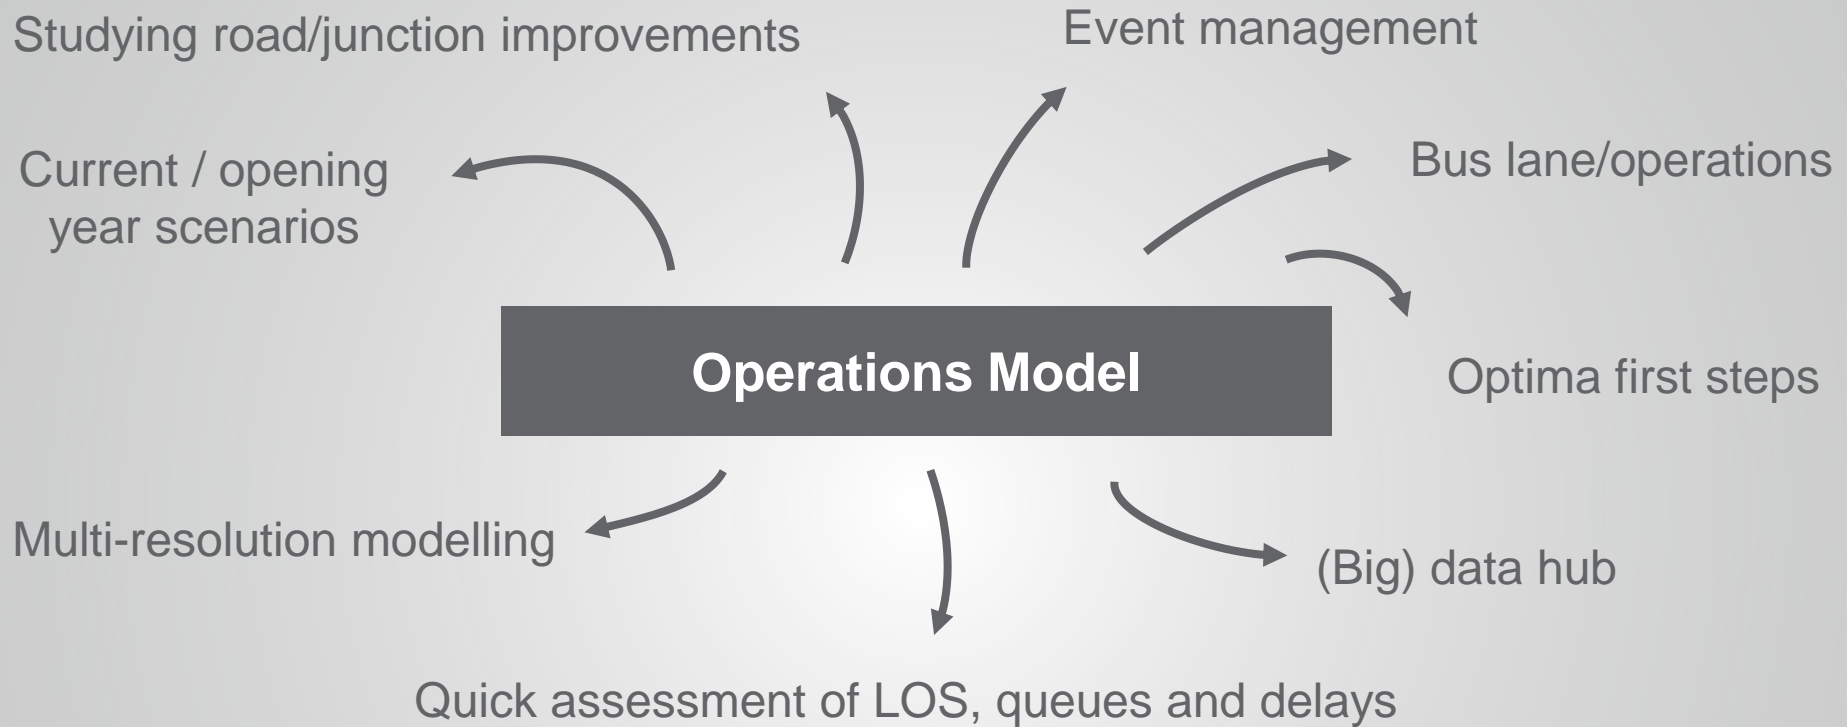 Studying road/junction improvements
Event management
Current / opening
year scenarios
Bus lane/operations
Operations Model
Optima first steps
Multi-resolution modelling
(Big) data hub
Quick assessment of LOS, queues and delays